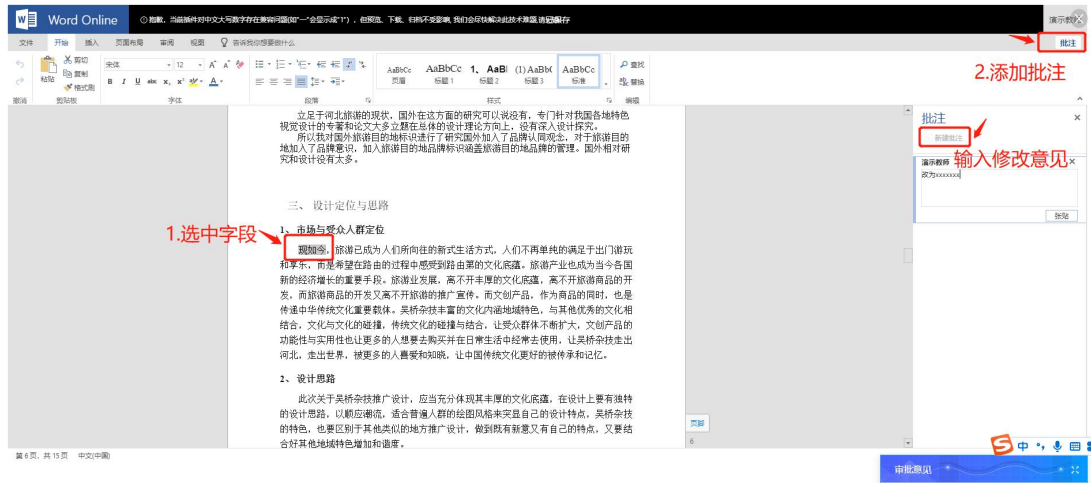 Word Online
抱歉，当前插件对中文大写数字存在兼容问题(如"一"会显示成"1")，但预览、下载、归档不受影响，我们会尽快解决此技术难题,请见谅
保存
演示教
文件 开始 插入 页面布局 审阅 视图 告诉我你想要做什么
批注
粘贴 剪切 复制 格式刷
宋体 12
B I U abc x, x²
AaBbCc 页眉
AaBbCc 标题 1
1、AaBl 标题 2
(1) AaBb( 标题 3
AaBbCc 标准
查找
替换
撤消 剪贴板 字体 段落 样式 编辑
2.添加批注
立足于河北旅游的现状，国外在这方面的研究可以说没有，专门针对我国各地特色
视觉设计的专著和论文大多立题在总体的设计理论方向上，没有深入设计探究。
所以我对国外旅游目的地标识进行了研究国外加入了品牌认同观念，对于旅游目的
地加入了品牌意识，加入旅游目的地品牌标识涵盖旅游目的地品牌的管理。国外相对研
究和设计没有太多。
三、 设计定位与思路
1.选中字段
1、 市场与受众人群定位
现如今，旅游已成为人们所向往的新式生活方式，人们不再单纯的满足于出门游玩
和享乐，而是希望在路由的过程中感受到路由第的文化底蕴。旅游产业也成为当今各国
新的经济增长的重要手段。旅游业发展，离不开丰厚的文化底蕴，离不开旅游商品的开
发，而旅游商品的开发又离不开旅游的推广宣传。而文创产品，作为商品的同时，也是
传递中华传统文化重要载体。吴桥杂技丰富的文化内涵地域特色，与其他优秀的文化相
结合，文化与文化的碰撞，传统文化的碰撞与结合，让受众群体不断扩大，文创产品的
功能性与实用性也让更多的人想要去购买并在日常生活中经常去使用，让吴桥杂技走出
河北，走出世界，被更多的人喜爱和知晓，让中国传统文化更好的被传承和记忆。
2、 设计思路
此次关于吴桥杂技推广设计，应当充分体现其丰厚的文化底蕴，在设计上要有独特
的设计思路，以顺应潮流，适合普遍人群的绘图风格来突显自己的设计特点，吴桥杂技
的特色，也要区别于其他类似的地方推广设计，做到既有新意又有自己的特点，又要结
合好其他地域特色增加和谐度。
页脚
6
批注
新建批注
输入修改意见
演示教师
改为xxxxxxx
张贴
第 6 页，共 15 页 中文(中国)
中
审批意见